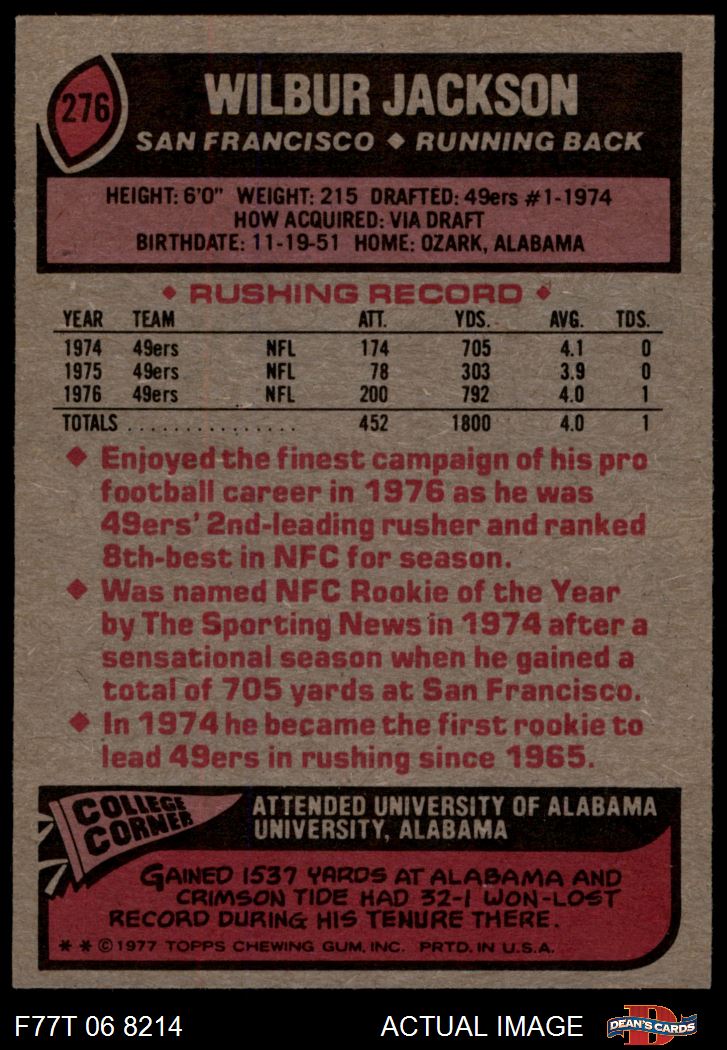 276
WILBUR JACKSON
SAN FRANCISCO ◆ RUNNING BACK
HEIGHT: 6'0" WEIGHT: 215 DRAFTED: 49ers #1-1974
HOW ACQUIRED: VIA DRAFT
BIRTHDATE: 11-19-51 HOME: OZARK, ALABAMA
◆ RUSHING RECORD ◆
YEAR TEAM ATT. YDS. AVG. TDS.
1974 49ers NFL 174 705 4.1 0
1975 49ers NFL 78 303 3.9 0
1976 49ers NFL 200 792 4.0 1
TOTALS . . . . . . . . . . . . . . . 452 1800 4.0 1
◆ Enjoyed the finest campaign of his pro
football career in 1976 as he was
49ers' 2nd-leading rusher and ranked
8th-best in NFC for season.
◆ Was named NFC Rookie of the Year
by The Sporting News in 1974 after a
sensational season when he gained a
total of 705 yards at San Francisco.
◆ In 1974 he became the first rookie to
lead 49ers in rushing since 1965.
COLLEGE
CORNER
ATTENDED UNIVERSITY OF ALABAMA
UNIVERSITY, ALABAMA
GAINED 1537 YARDS AT ALABAMA AND
CRIMSON TIDE HAD 32-1 WON-LOST
RECORD DURING HIS TENURE THERE.
* * © 1977 TOPPS CHEWING GUM, INC. PRTD. IN U.S.A.
F77T 06 8214
ACTUAL IMAGE
D
DEAN'S CARDS